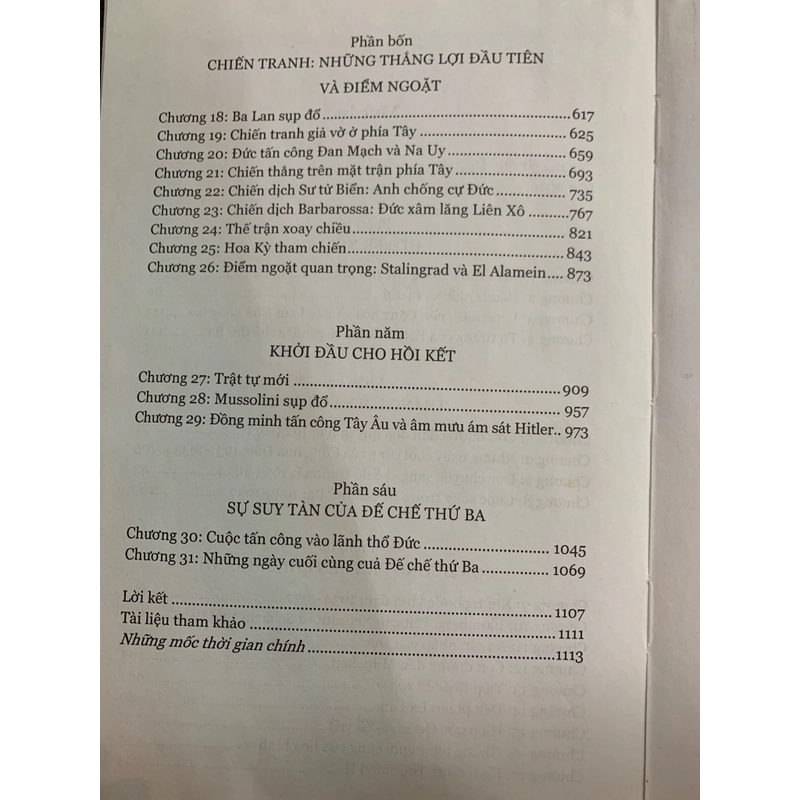 Phần bốn
CHIẾN TRANH: NHỮNG THẮNG LỢI ĐẦU TIÊN
VÀ ĐIỂM NGOẶT
Chương 18: Ba Lan sụp đổ.....617
Chương 19: Chiến tranh giả vờ ở phía Tây.....625
Chương 20: Đức tấn công Đan Mạch và Na Uy.....659
Chương 21: Chiến thắng trên mặt trận phía Tây.....693
Chương 22: Chiến dịch Sư tử Biển: Anh chống cự Đức.....735
Chương 23: Chiến dịch Barbarossa: Đức xâm lăng Liên Xô.....767
Chương 24: Thế trận xoay chiều.....821
Chương 25: Hoa Kỳ tham chiến.....843
Chương 26: Điểm ngoặt quan trọng: Stalingrad và El Alamein.....873
Phần năm
KHỞI ĐẦU CHO HỒI KẾT
Chương 27: Trật tự mới.....909
Chương 28: Mussolini sụp đổ.....957
Chương 29: Đồng minh tấn công Tây Âu và âm mưu ám sát Hitler.. 973
Phần sáu
SỰ SUY TÀN CỦA ĐẾ CHẾ THỨ BA
Chương 30: Cuộc tấn công vào lãnh thổ Đức.....1045
Chương 31: Những ngày cuối cùng cuả Đế chế thứ Ba.....1069
Lời kết.....1107
Tài liệu tham khảo.....1111
Những mốc thời gian chính.....1113